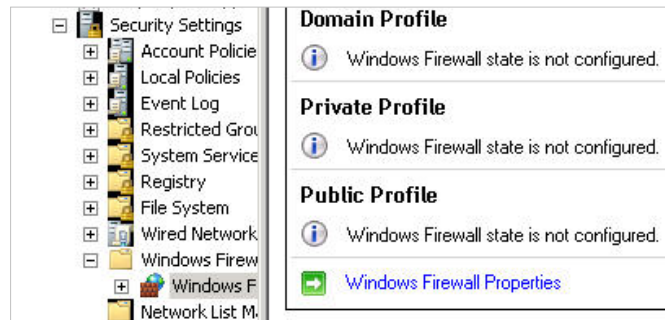 Security Settings
Account Policie
Local Policies
Event Log
Restricted Grou
System Service
Registry
File System
Wired Network
Windows Firew
Windows F
Network List M
Domain Profile
Windows Firewall state is not configured.
Private Profile
Windows Firewall state is not configured.
Public Profile
Windows Firewall state is not configured.
Windows Firewall Properties